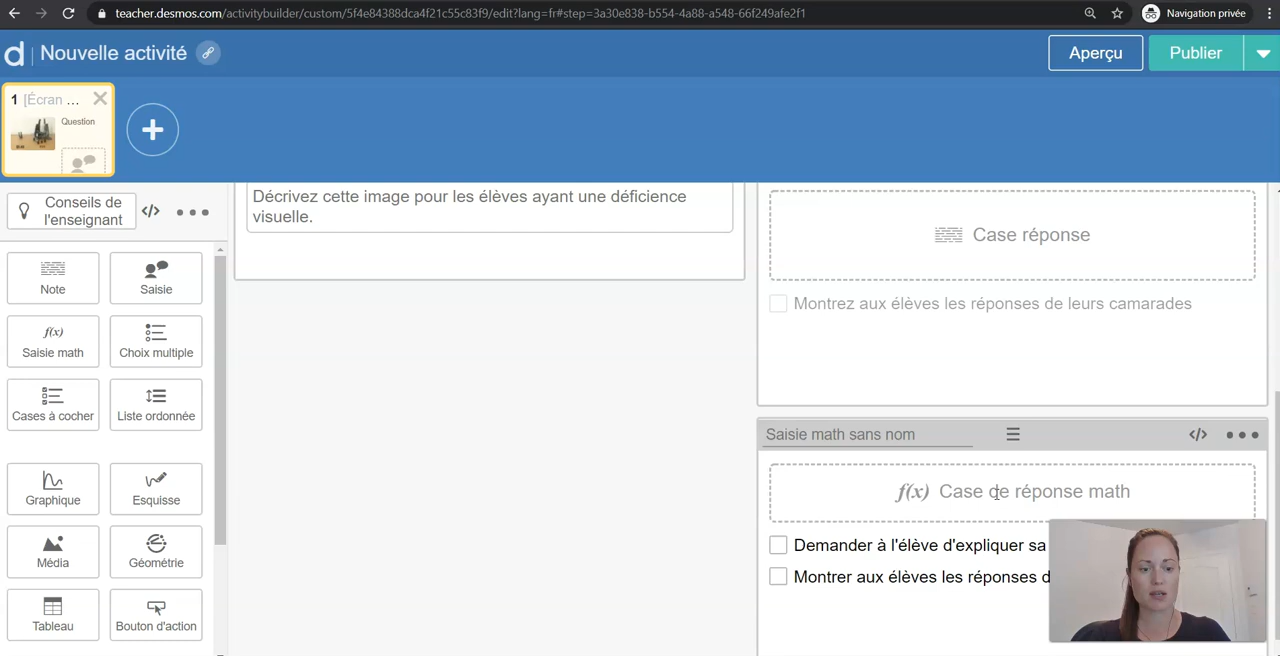 teacher.desmos.com/activitybuilder/custom/5f4e84388dca4f21c55c83f9/edit?lang=fr#step=3a30e838-b554-4a88-a548-66f249afe2f1
Navigation privée
d | Nouvelle activité
Aperçu
Publier
1 [Écran ...
Question
Conseils de
l'enseignant
</>
Note
Saisie
f(x)
Saisie math
Choix multiple
Cases à cocher
Liste ordonnée
Graphique
Esquisse
Média
Géométrie
Tableau
Bouton d'action
Décrivez cette image pour les élèves ayant une déficience
visuelle.
Case réponse
Montrez aux élèves les réponses de leurs camarades
Saisie math sans nom
</>
f(x) Case de réponse math
Demander à l'élève d'expliquer sa
Montrer aux élèves les réponses d